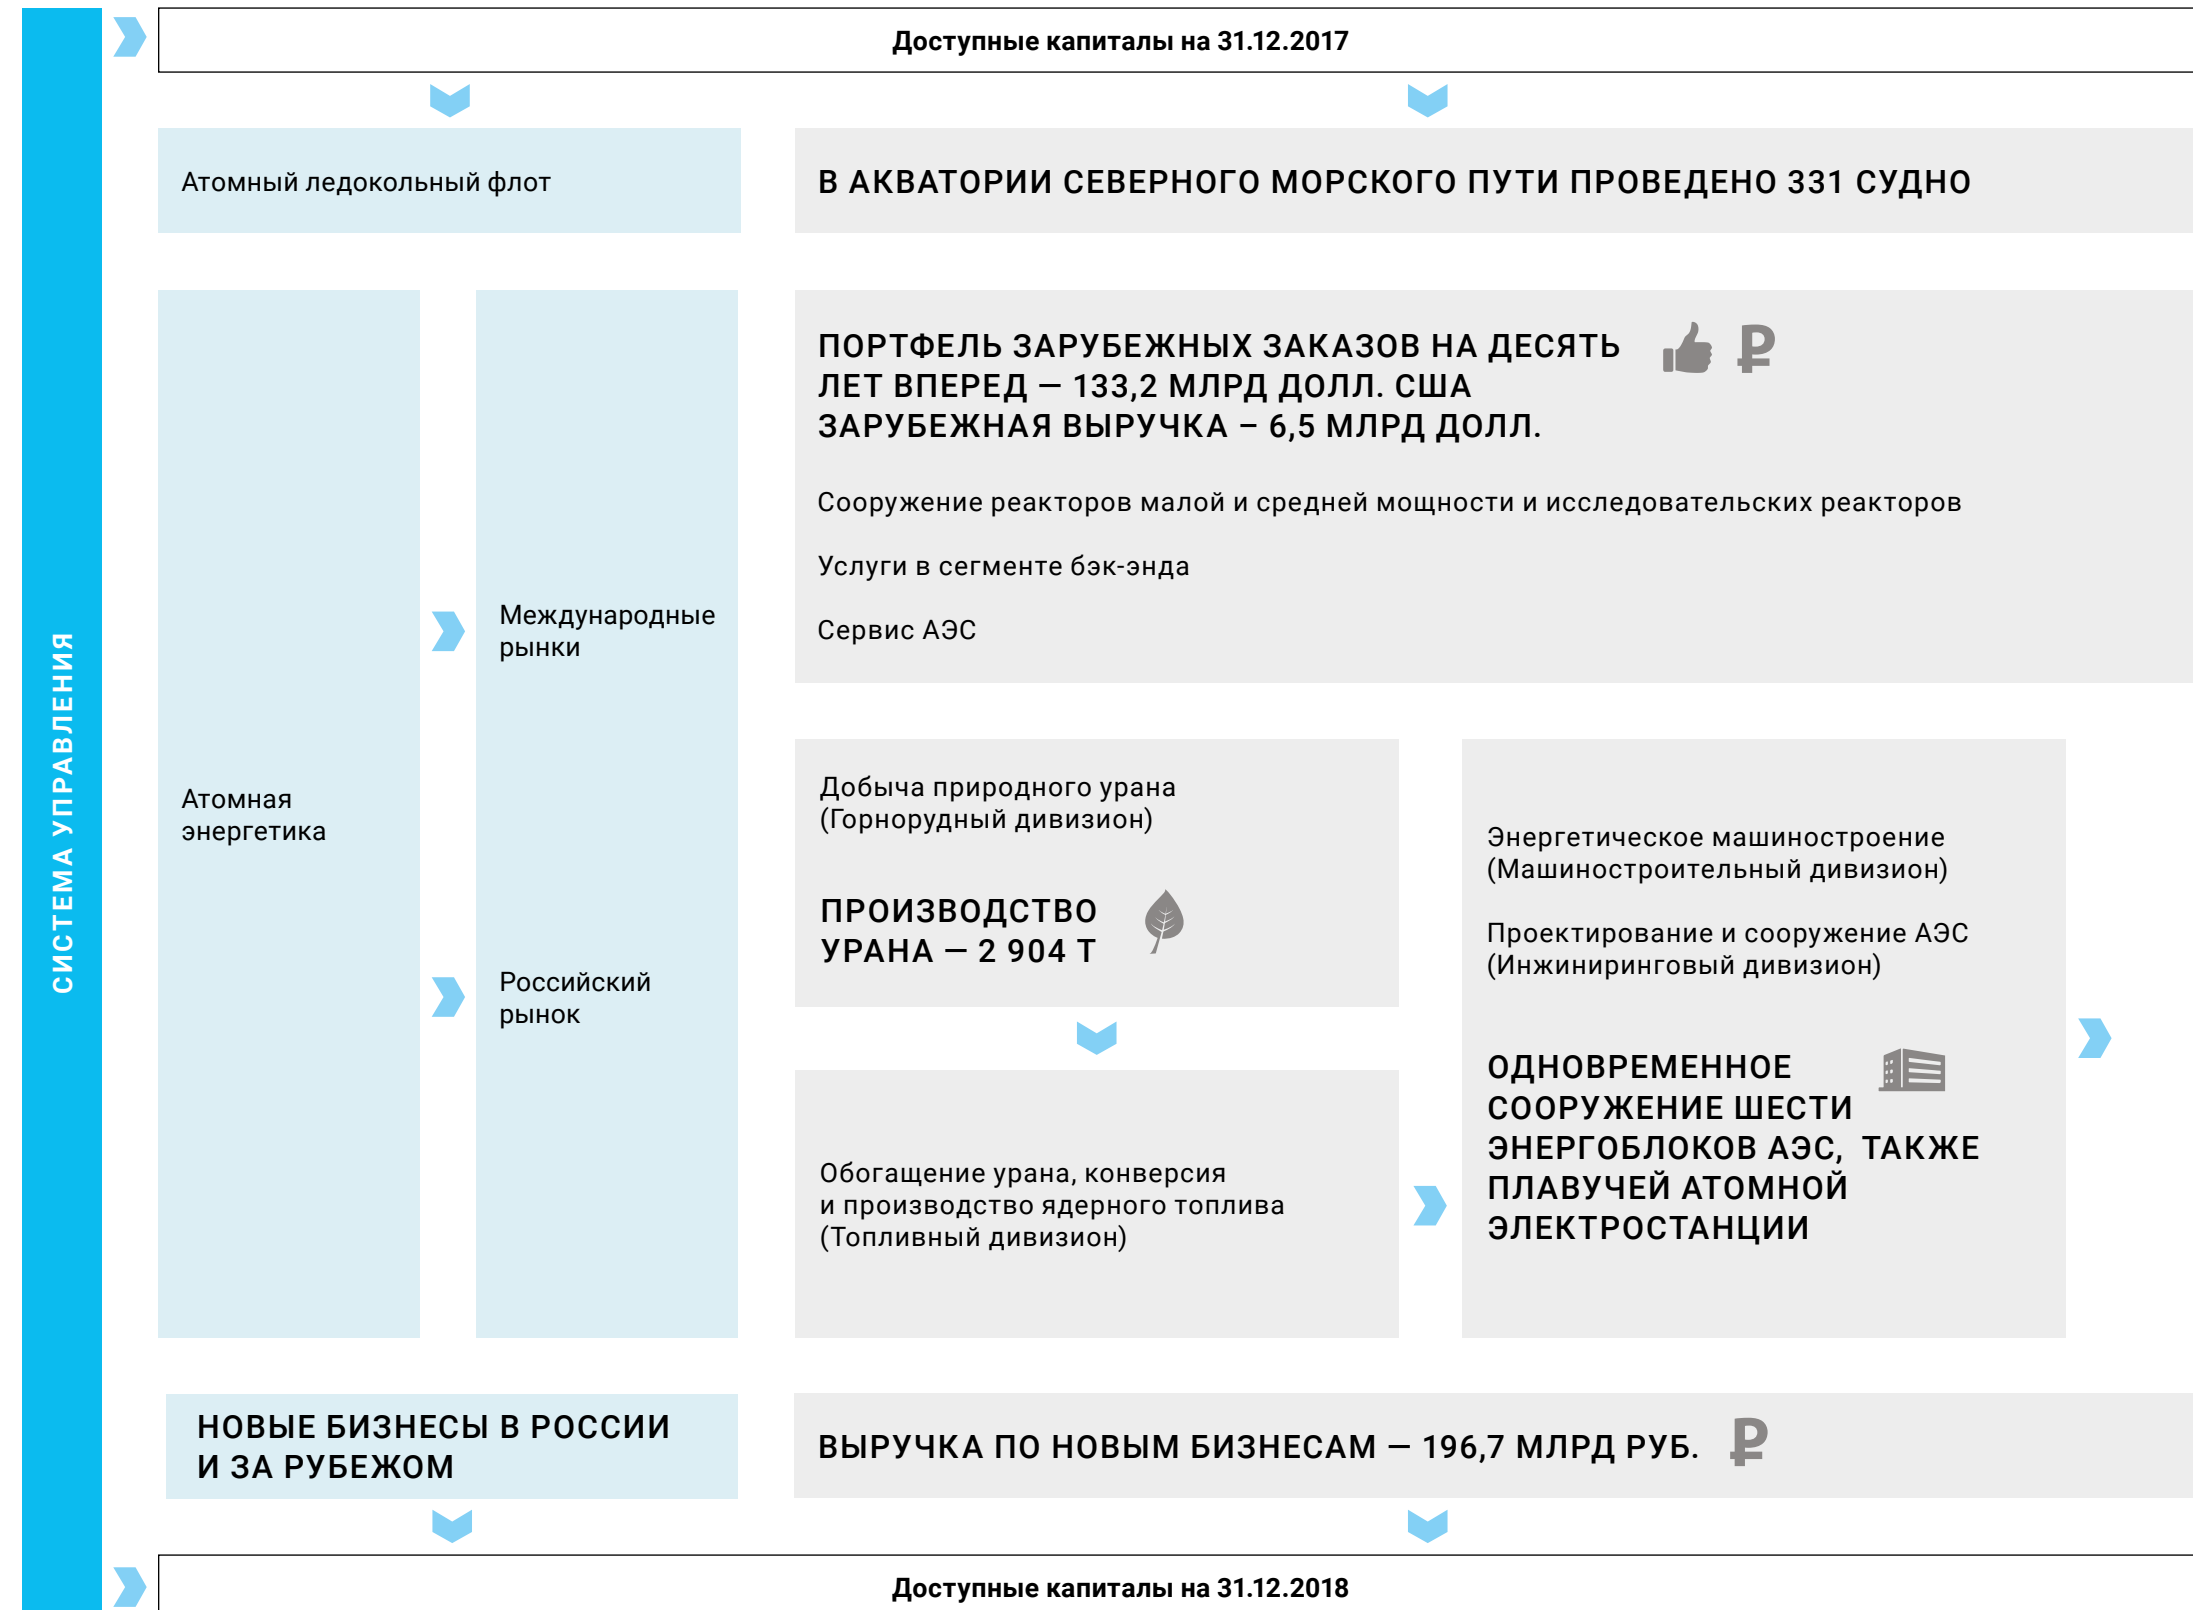 СИСТЕМА УПРАВЛЕНИЯ
Доступные капиталы на 31.12.2017
Атомный ледокольный флот
В АКВАТОРИИ СЕВЕРНОГО МОРСКОГО ПУТИ ПРОВЕДЕНО 331 СУДНО
Атомная
энергетика
Международные
рынки
Российский
рынок
ПОРТФЕЛЬ ЗАРУБЕЖНЫХ ЗАКАЗОВ НА ДЕСЯТЬ
ЛЕТ ВПЕРЕД — 133,2 МЛРД ДОЛЛ. США
ЗАРУБЕЖНАЯ ВЫРУЧКА – 6,5 МЛРД ДОЛЛ.
Сооружение реакторов малой и средней мощности и исследовательских реакторов
Услуги в сегменте бэк-энда
Сервис АЭС
Добыча природного урана
(Горнорудный дивизион)
ПРОИЗВОДСТВО
УРАНА — 2 904 Т
Обогащение урана, конверсия
и производство ядерного топлива
(Топливный дивизион)
Энергетическое машиностроение
(Машиностроительный дивизион)
Проектирование и сооружение АЭС
(Инжиниринговый дивизион)
ОДНОВРЕМЕННОЕ
СООРУЖЕНИЕ ШЕСТИ
ЭНЕРГОБЛОКОВ АЭС, ТАКЖЕ
ПЛАВУЧЕЙ АТОМНОЙ
ЭЛЕКТРОСТАНЦИИ
НОВЫЕ БИЗНЕСЫ В РОССИИ
И ЗА РУБЕЖОМ
ВЫРУЧКА ПО НОВЫМ БИЗНЕСАМ — 196,7 МЛРД РУБ.
Доступные капиталы на 31.12.2018